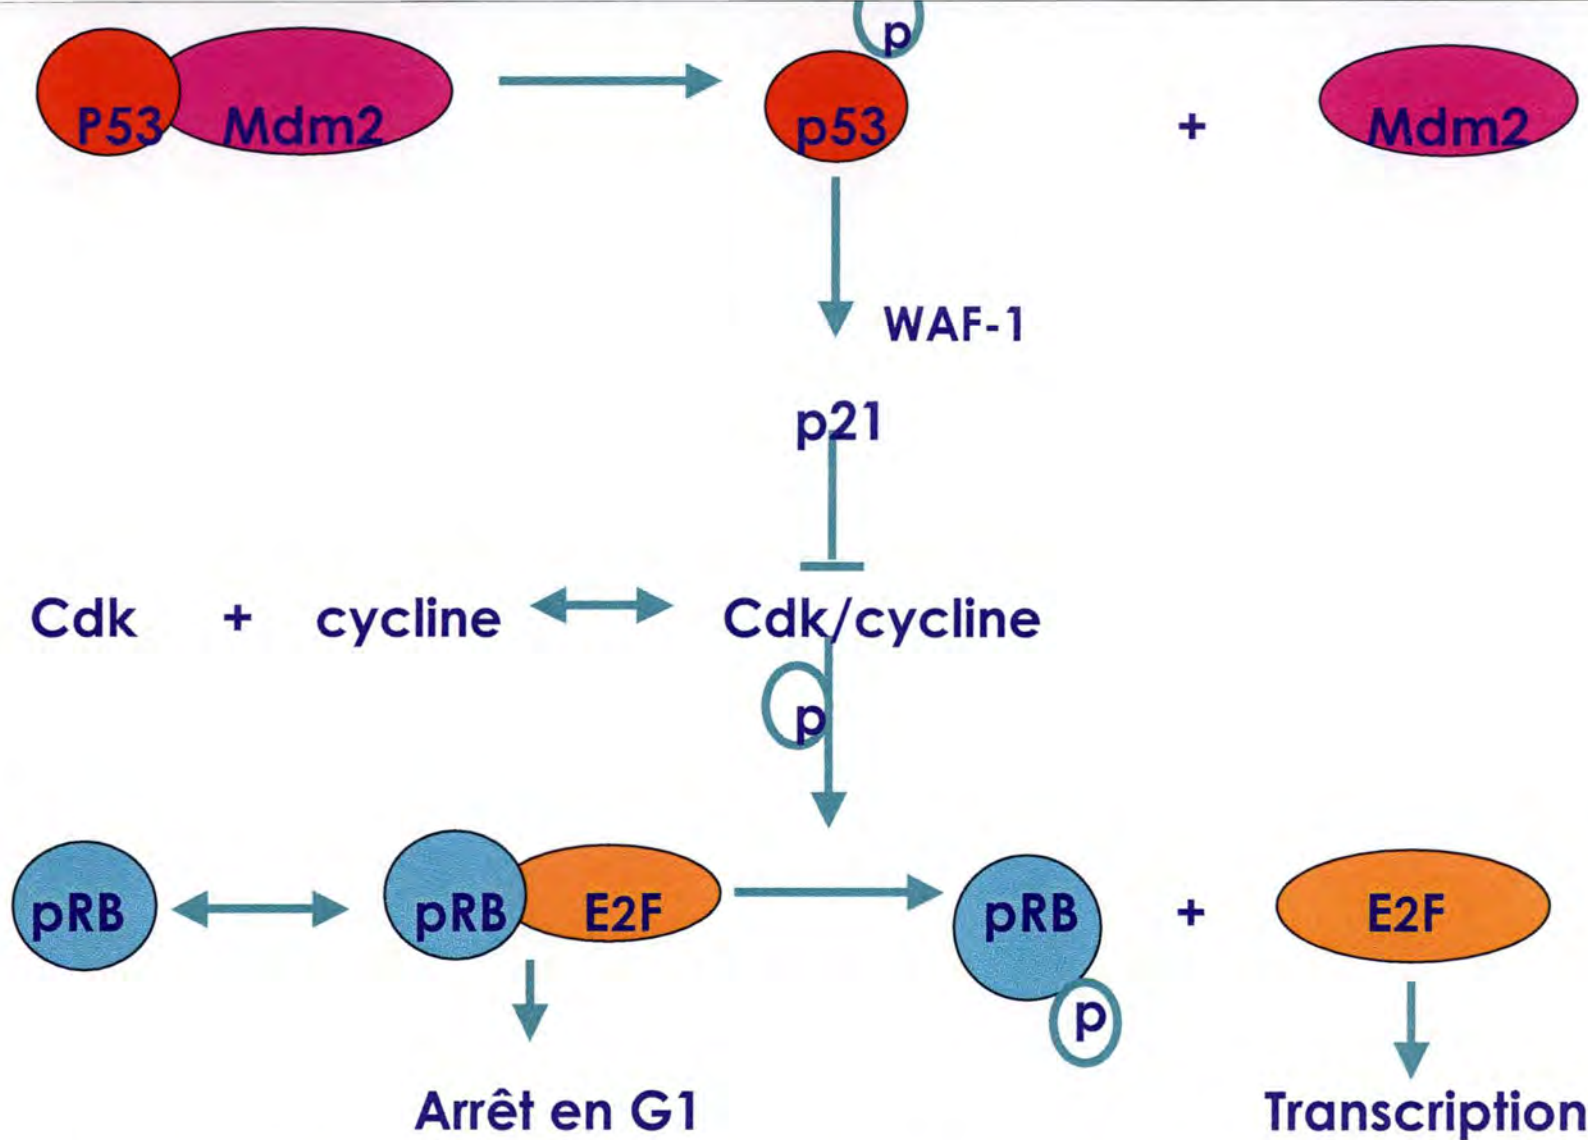 p
P53 Mdm2 p53 + Mdm2
WAF-1
p21
Cdk + cycline Cdk/cycline
p
pRB pRB E2F pRB + E2F
p
Arrêt en G1 Transcription